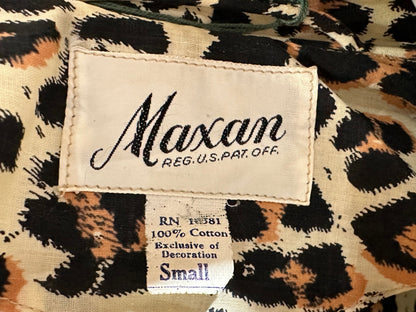 Maxan
REG. U.S. PAT. OFF.
RN
100% Cotton
Exclusive of
Decoration
Small